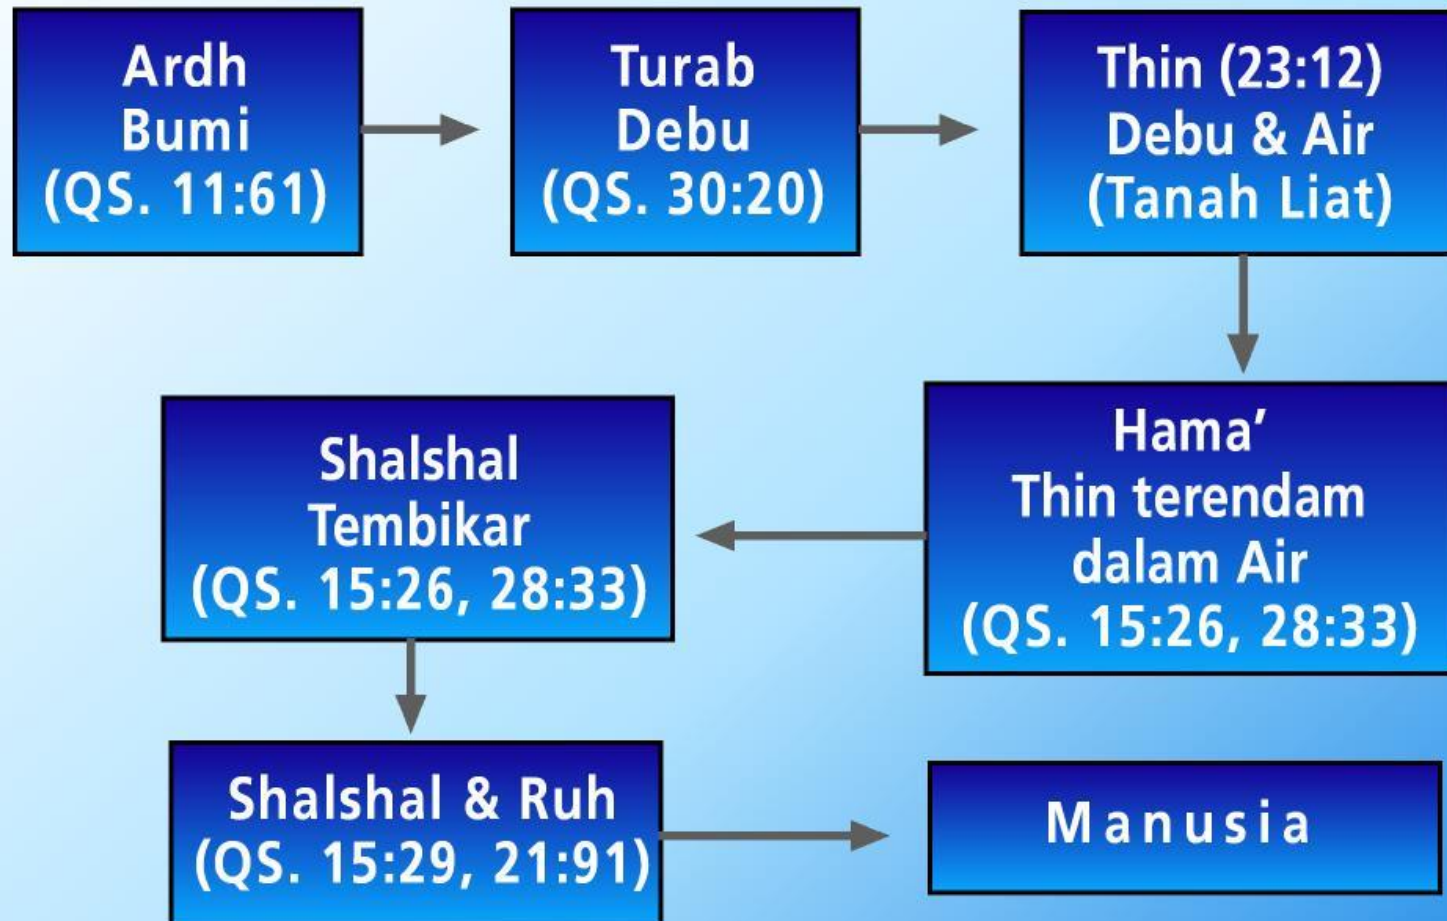 Ardh
Bumi
(QS. 11:61)
Turab
Debu
(QS. 30:20)
Thin (23:12)
Debu & Air
(Tanah Liat)
Hama’
Thin terendam
dalam Air
(QS. 15:26, 28:33)
Shalshal
Tembikar
(QS. 15:26, 28:33)
Shalshal & Ruh
(QS. 15:29, 21:91)
Manusia